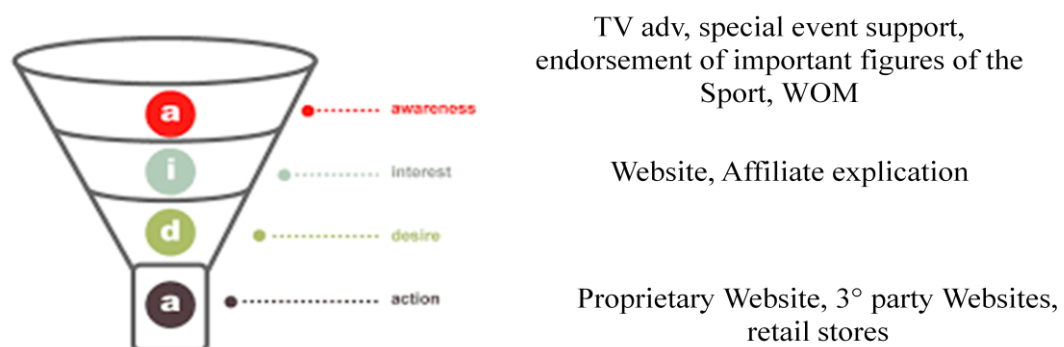 TV adv, special event support,
endorsement of important figures of the
Sport, WOM
a
awareness
i
interest
Website, Affiliate explication
d
desire
a
action
Proprietary Website, 3° party Websites,
retail stores